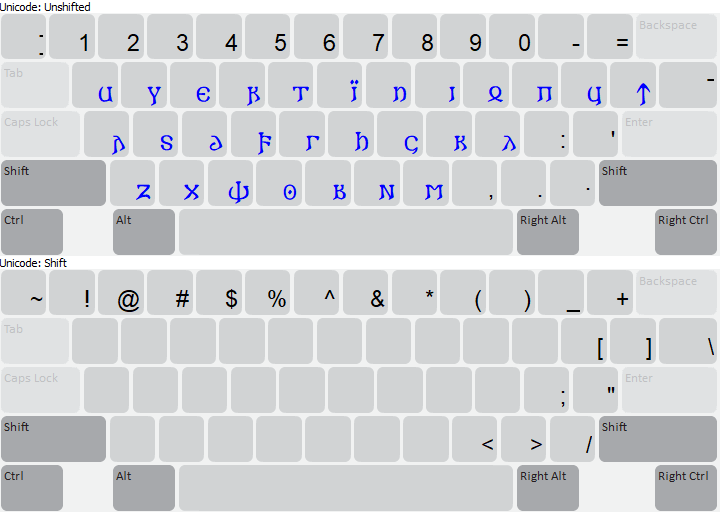 Unicode: Unshifted
: 1 2 3 4 5 6 7 8 9 0 - = Backspace
Tab 𐌵 𐍅 𐌴 𐍂 𐍄 𐌹̈ 𐌿 𐌹 𐍉 𐍀 𐍁 𐍊 -
Caps Lock 𐌰 𐍃 𐌳 𐍆 𐌲 𐌷 𐌾 𐌺 𐌻 : ' Enter
Shift 𐌶 𐍇 𐌸 𐍈 𐌱 𐌽 𐌼 , . · Shift
Ctrl Alt Right Alt Right Ctrl
Unicode: Shift
~ ! @ # $ % ^ & * ( ) _ + Backspace
Tab [ ] \
Caps Lock ; " Enter
Shift < > / Shift
Ctrl Alt Right Alt Right Ctrl